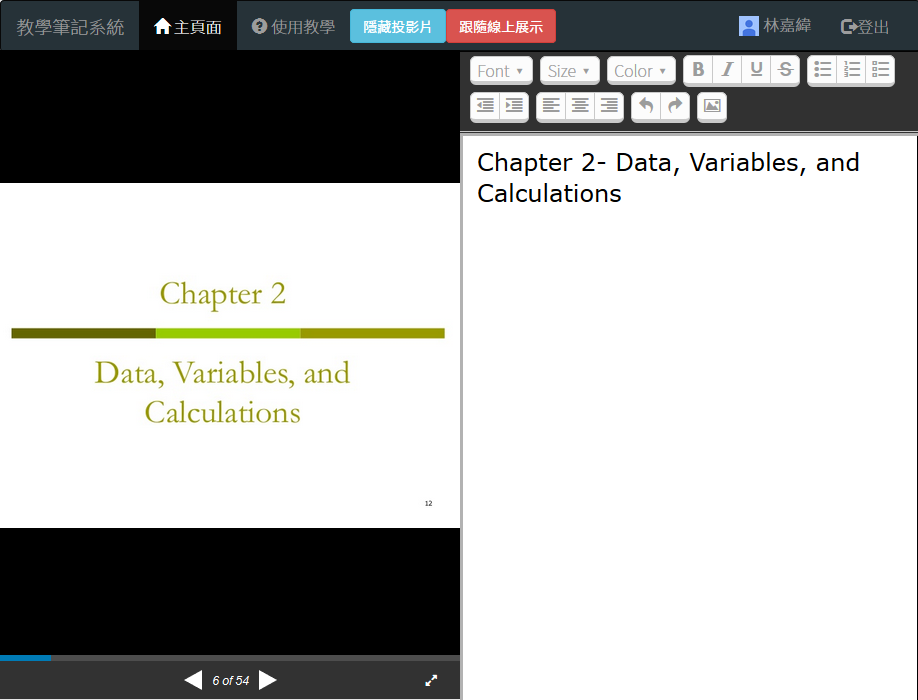 教學筆記系統 主頁面 使用教學 隱藏投影片 跟隨線上展示 林嘉緯 登出
Font Size Color B I U S
Chapter 2- Data, Variables, and
Calculations
Chapter 2
Data, Variables, and
Calculations
12
6 of 54